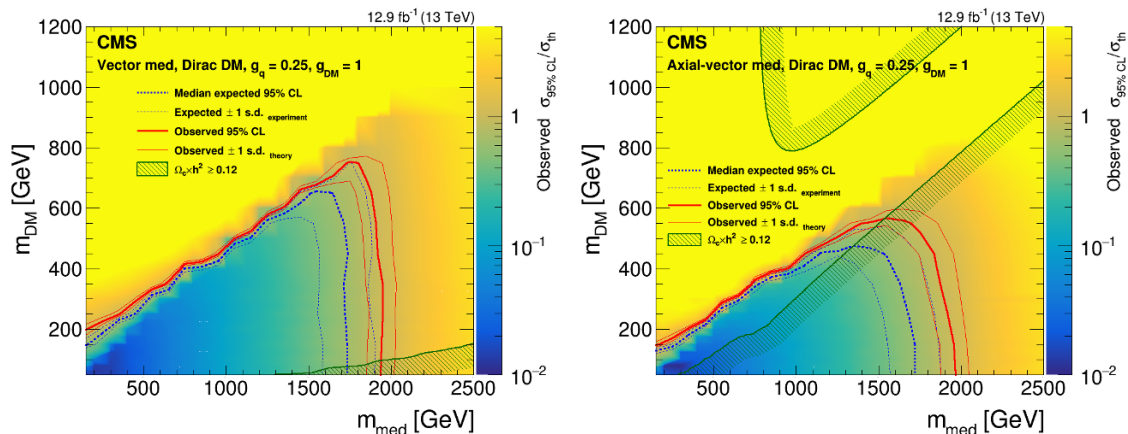 12.9 fb⁻¹ (13 TeV)
CMS
Vector med, Dirac DM, g_q = 0.25, g_DM = 1
Median expected 95% CL
Expected ± 1 s.d. experiment
Observed 95% CL
Observed ± 1 s.d. theory
Ω_c×h² ≥ 0.12
m_DM [GeV]
1200
1000
800
600
400
200
500 1000 1500 2000 2500
m_med [GeV]
Observed σ_95% CL/σ_th
1
10⁻¹
10⁻²
12.9 fb⁻¹ (13 TeV)
CMS
Axial-vector med, Dirac DM, g_q = 0.25, g_DM = 1
Median expected 95% CL
Expected ± 1 s.d. experiment
Observed 95% CL
Observed ± 1 s.d. theory
Ω_c×h² ≥ 0.12
m_DM [GeV]
1200
1000
800
600
400
200
500 1000 1500 2000 2500
m_med [GeV]
Observed σ_95% CL/σ_th
1
10⁻¹
10⁻²